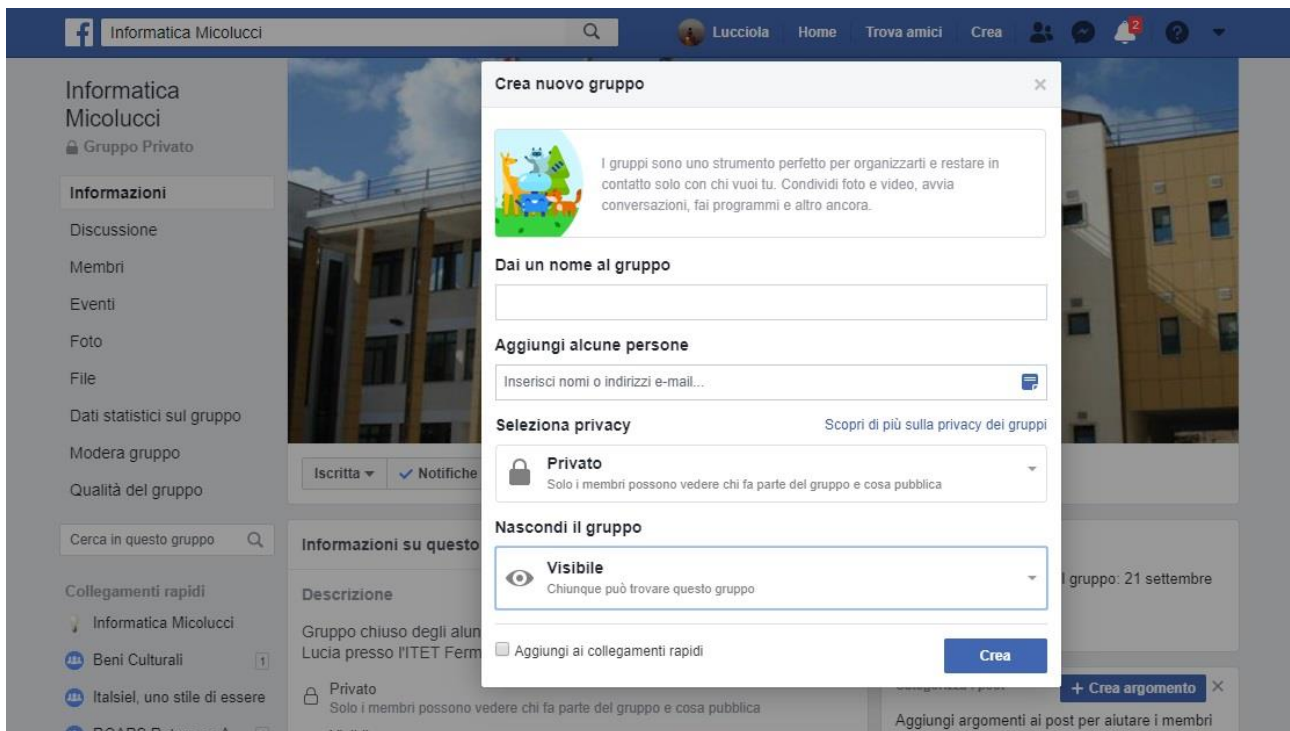 f
Informatica Micolucci
Lucciola
Home
Trova amici
Crea
2
Informatica
Micolucci
Gruppo Privato
Informazioni
Discussione
Membri
Eventi
Foto
File
Dati statistici sul gruppo
Modera gruppo
Qualità del gruppo
Cerca in questo gruppo
Collegamenti rapidi
Informatica Micolucci
Beni Culturali 1
Italsiel, uno stile di essere
Iscritta
Notifiche
Informazioni su questo
Descrizione
Gruppo chiuso degli alun
Lucia presso l'ITET Ferm
Privato
Solo i membri possono vedere chi fa parte del gruppo e cosa pubblica
Crea nuovo gruppo
I gruppi sono uno strumento perfetto per organizzarti e restare in
contatto solo con chi vuoi tu. Condividi foto e video, avvia
conversazioni, fai programmi e altro ancora.
Dai un nome al gruppo
Aggiungi alcune persone
Inserisci nomi o indirizzi e-mail...
Seleziona privacy
Scopri di più sulla privacy dei gruppi
Privato
Solo i membri possono vedere chi fa parte del gruppo e cosa pubblica
Nascondi il gruppo
Visibile
Chiunque può trovare questo gruppo
Aggiungi ai collegamenti rapidi
Crea
l gruppo: 21 settembre
+ Crea argomento
Aggiungi argomenti ai post per aiutare i membri